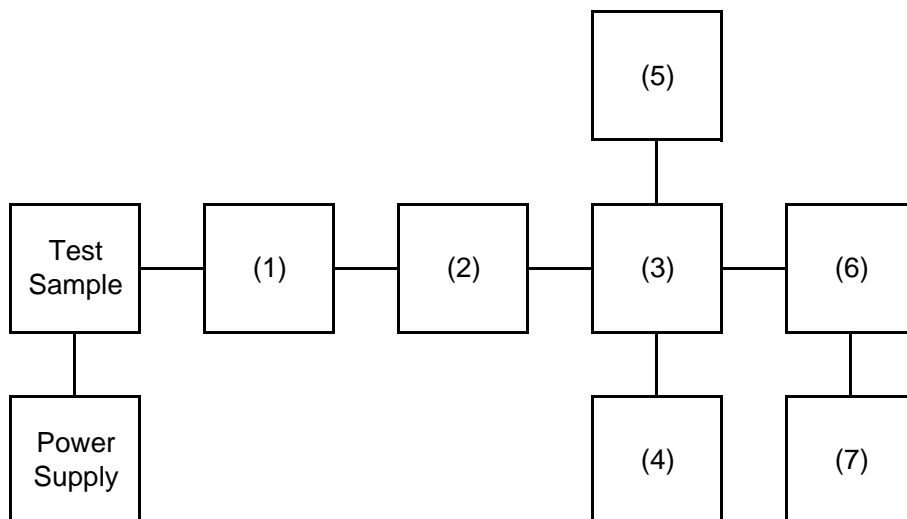 (5)
Test
Sample
(1)
(2)
(3)
(6)
Power
Supply
(4)
(7)